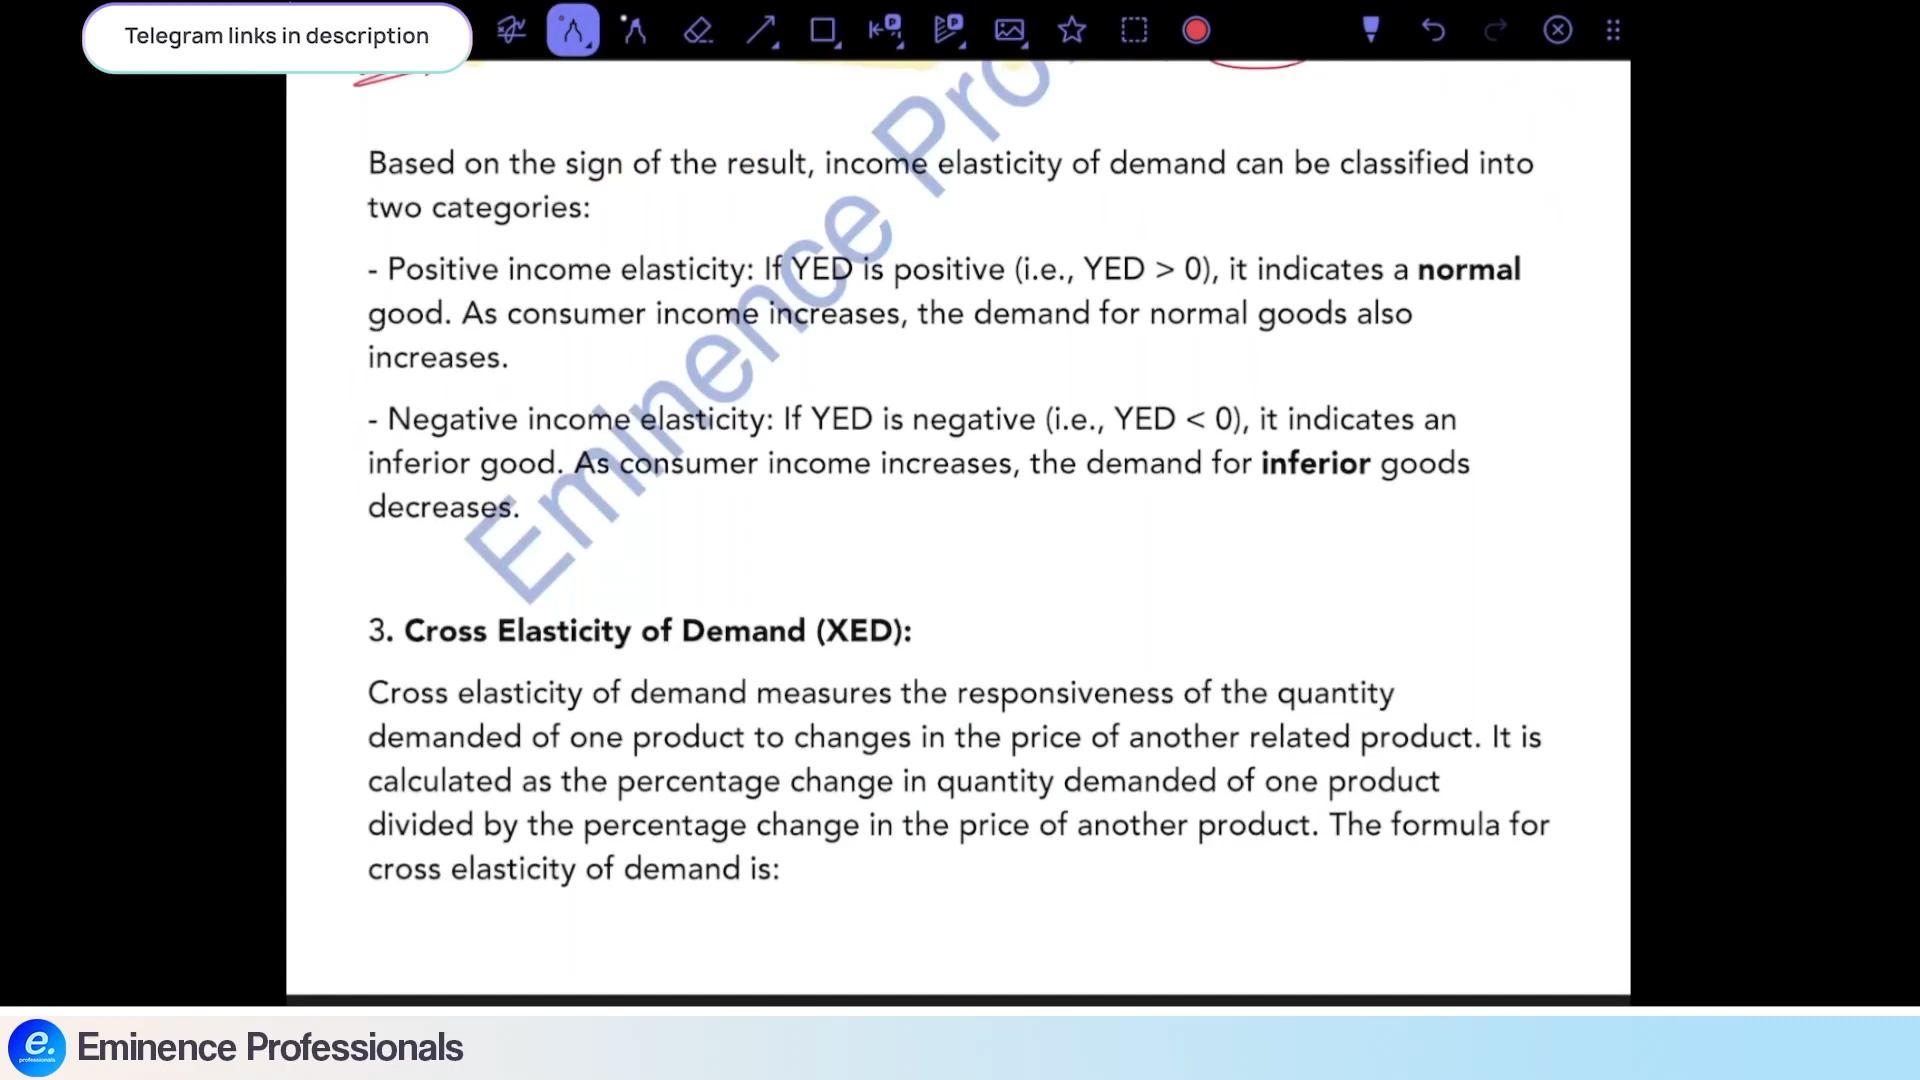 Telegram links in description
Based on the sign of the result, income elasticity of demand can be classified into
two categories:
- Positive income elasticity: If YED is positive (i.e., YED > 0), it indicates a normal
good. As consumer income increases, the demand for normal goods also
increases.
- Negative income elasticity: If YED is negative (i.e., YED < 0), it indicates an
inferior good. As consumer income increases, the demand for inferior goods
decreases.
Eminence Pro
3. Cross Elasticity of Demand (XED):
Cross elasticity of demand measures the responsiveness of the quantity
demanded of one product to changes in the price of another related product. It is
calculated as the percentage change in quantity demanded of one product
divided by the percentage change in the price of another product. The formula for
cross elasticity of demand is:
e.
professionals
Eminence Professionals